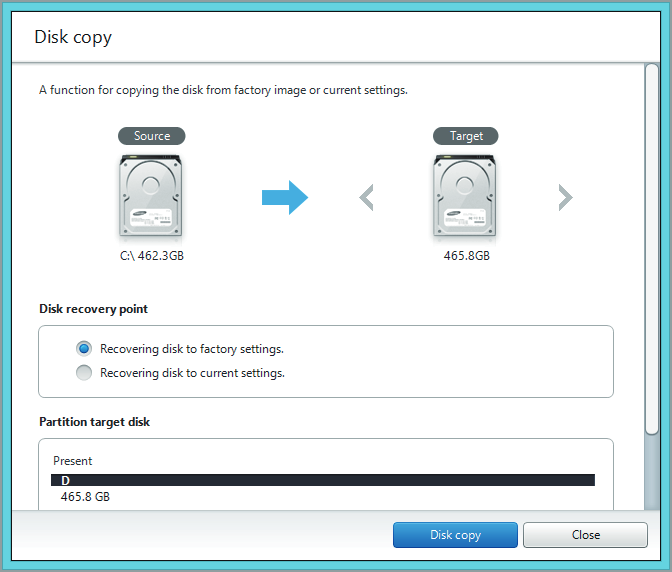 Disk copy
A function for copying the disk from factory image or current settings.
Source
Target
SAMSUNG
SAMSUNG
C:\ 462.3GB
465.8GB
Disk recovery point
Recovering disk to factory settings.
Recovering disk to current settings.
Partition target disk
Present
D
465.8 GB
Disk copy
Close